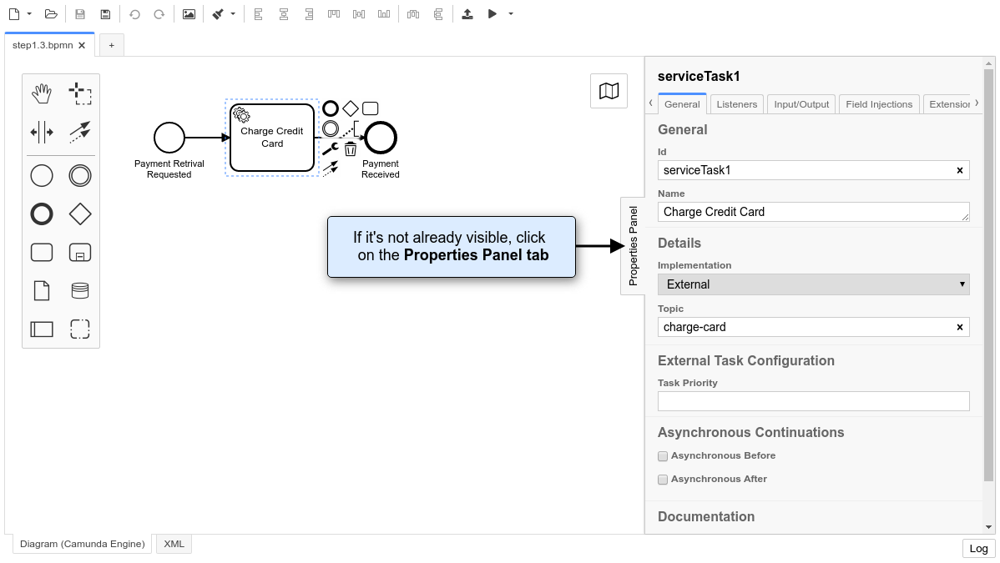 step1.3.bpmn
+
serviceTask1
General
Listeners
Input/Output
Field Injections
Extension
General
Id
serviceTask1
Name
Charge Credit Card
Charge Credit
Card
Payment Retrival
Requested
Payment
Received
If it's not already visible, click
on the Properties Panel tab
Properties Panel
Details
Implementation
External
Topic
charge-card
External Task Configuration
Task Priority
Asynchronous Continuations
Asynchronous Before
Asynchronous After
Documentation
Diagram (Camunda Engine)
XML
Log